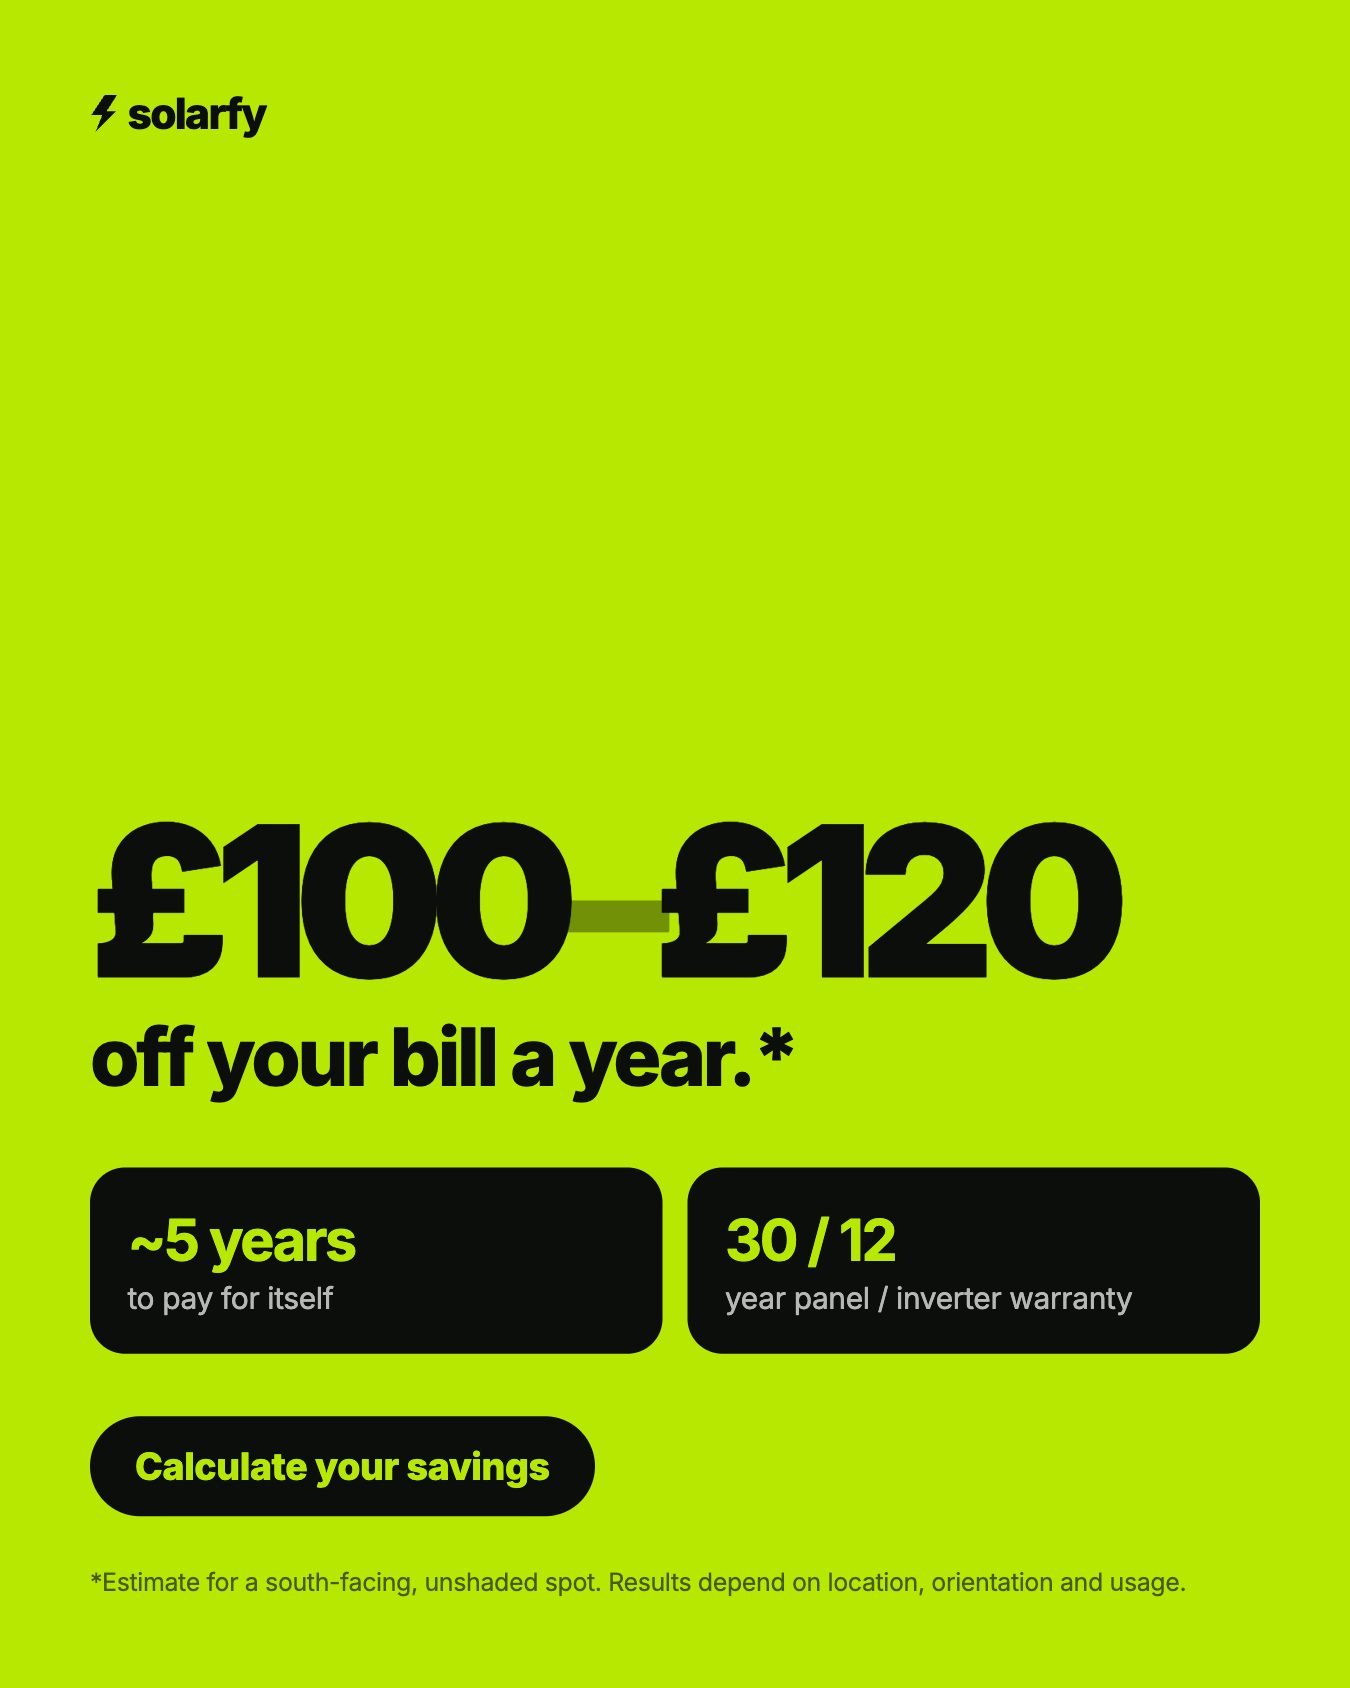 solarfy
£100–£120
off your bill a year.*
~5 years
to pay for itself
30 / 12
year panel / inverter warranty
Calculate your savings
*Estimate for a south-facing, unshaded spot. Results depend on location, orientation and usage.